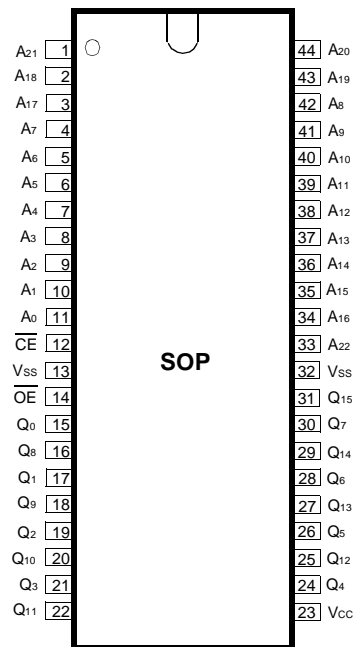 A21 1 44 A20
A18 2 43 A19
A17 3 42 A8
A7 4 41 A9
A6 5 40 A10
A5 6 39 A11
A4 7 38 A12
A3 8 37 A13
A2 9 36 A14
A1 10 35 A15
A0 11 34 A16
CE 12 33 A22
VSS 13 32 VSS
SOP
OE 14 31 Q15
Q0 15 30 Q7
Q8 16 29 Q14
Q1 17 28 Q6
Q9 18 27 Q13
Q2 19 26 Q5
Q10 20 25 Q12
Q3 21 24 Q4
Q11 22 23 VCC